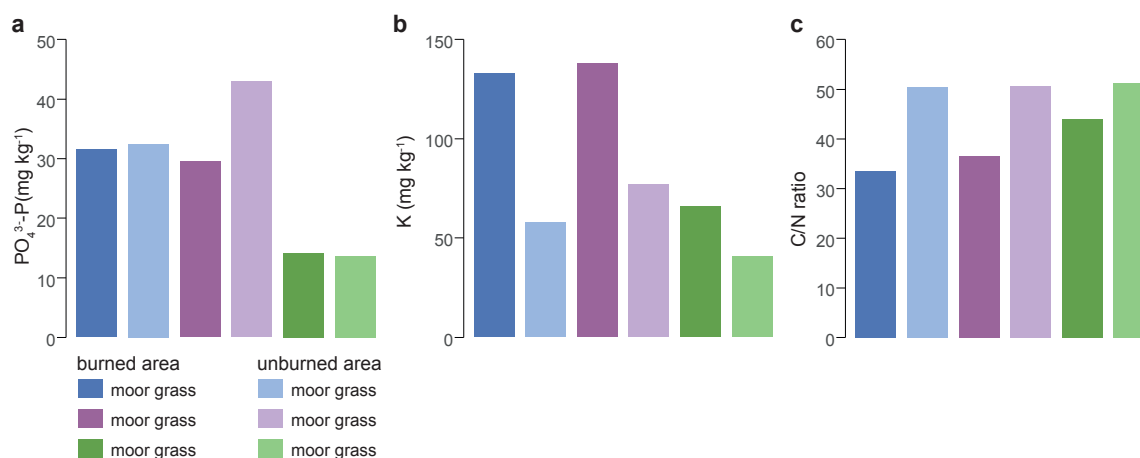 a
b
c
50
40
30
20
10
0
PO₄³⁻-P(mg kg⁻¹)
150
100
50
0
K (mg kg⁻¹)
60
50
40
30
20
10
0
C/N ratio
burned area
unburned area
moor grass
moor grass
moor grass
moor grass
moor grass
moor grass